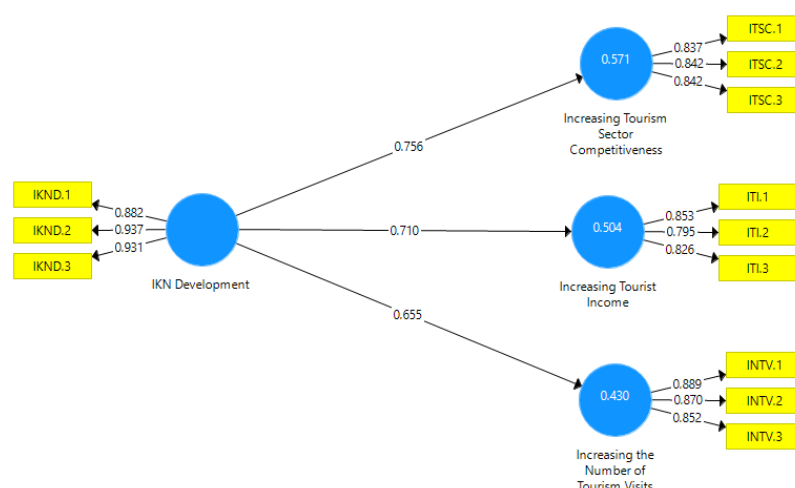 ITSC.1
0.837
0.571
0.842
ITSC.2
0.842
ITSC.3
Increasing Tourism
Sector
Competitiveness
0.756
IKND.1
0.882
IKND.2
0.937
0.931
IKND.3
IKN Development
0.710
ITI.1
0.853
0.504
0.795
ITI.2
0.826
ITI.3
Increasing Tourist
Income
0.655
INTV.1
0.889
0.430
0.870
INTV.2
0.852
INTV.3
Increasing the
Number of
Tourism Visits